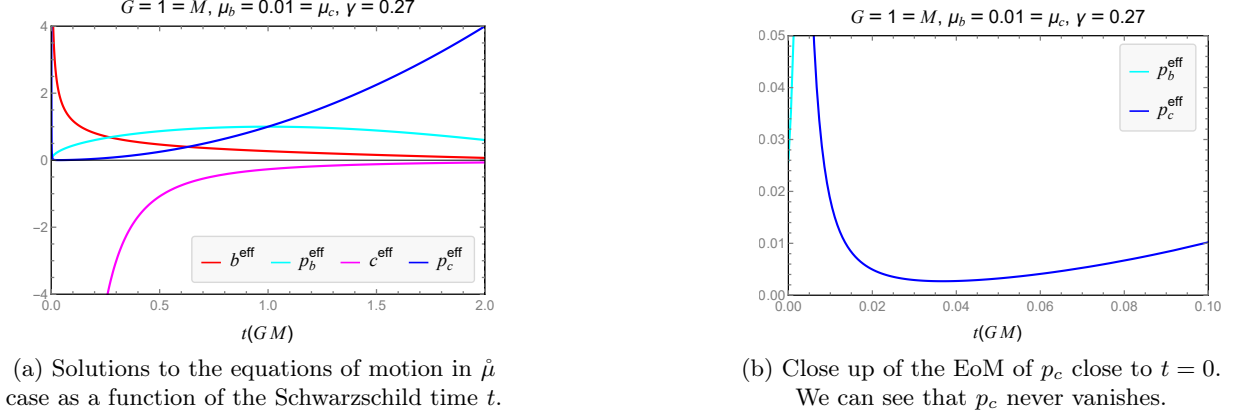 G = 1 = M, μ_b = 0.01 = μ_c, γ = 0.27
4
2
0
−2
−4
b^eff p_b^eff c^eff p_c^eff
0.0 0.5 1.0 1.5 2.0
t(G M)
(a) Solutions to the equations of motion in μ̊
case as a function of the Schwarzschild time t.
G = 1 = M, μ_b = 0.01 = μ_c, γ = 0.27
0.05
0.04
0.03
0.02
0.01
0.00
p_b^eff
p_c^eff
0.00 0.02 0.04 0.06 0.08 0.10
t(G M)
(b) Close up of the EoM of p_c close to t = 0.
We can see that p_c never vanishes.